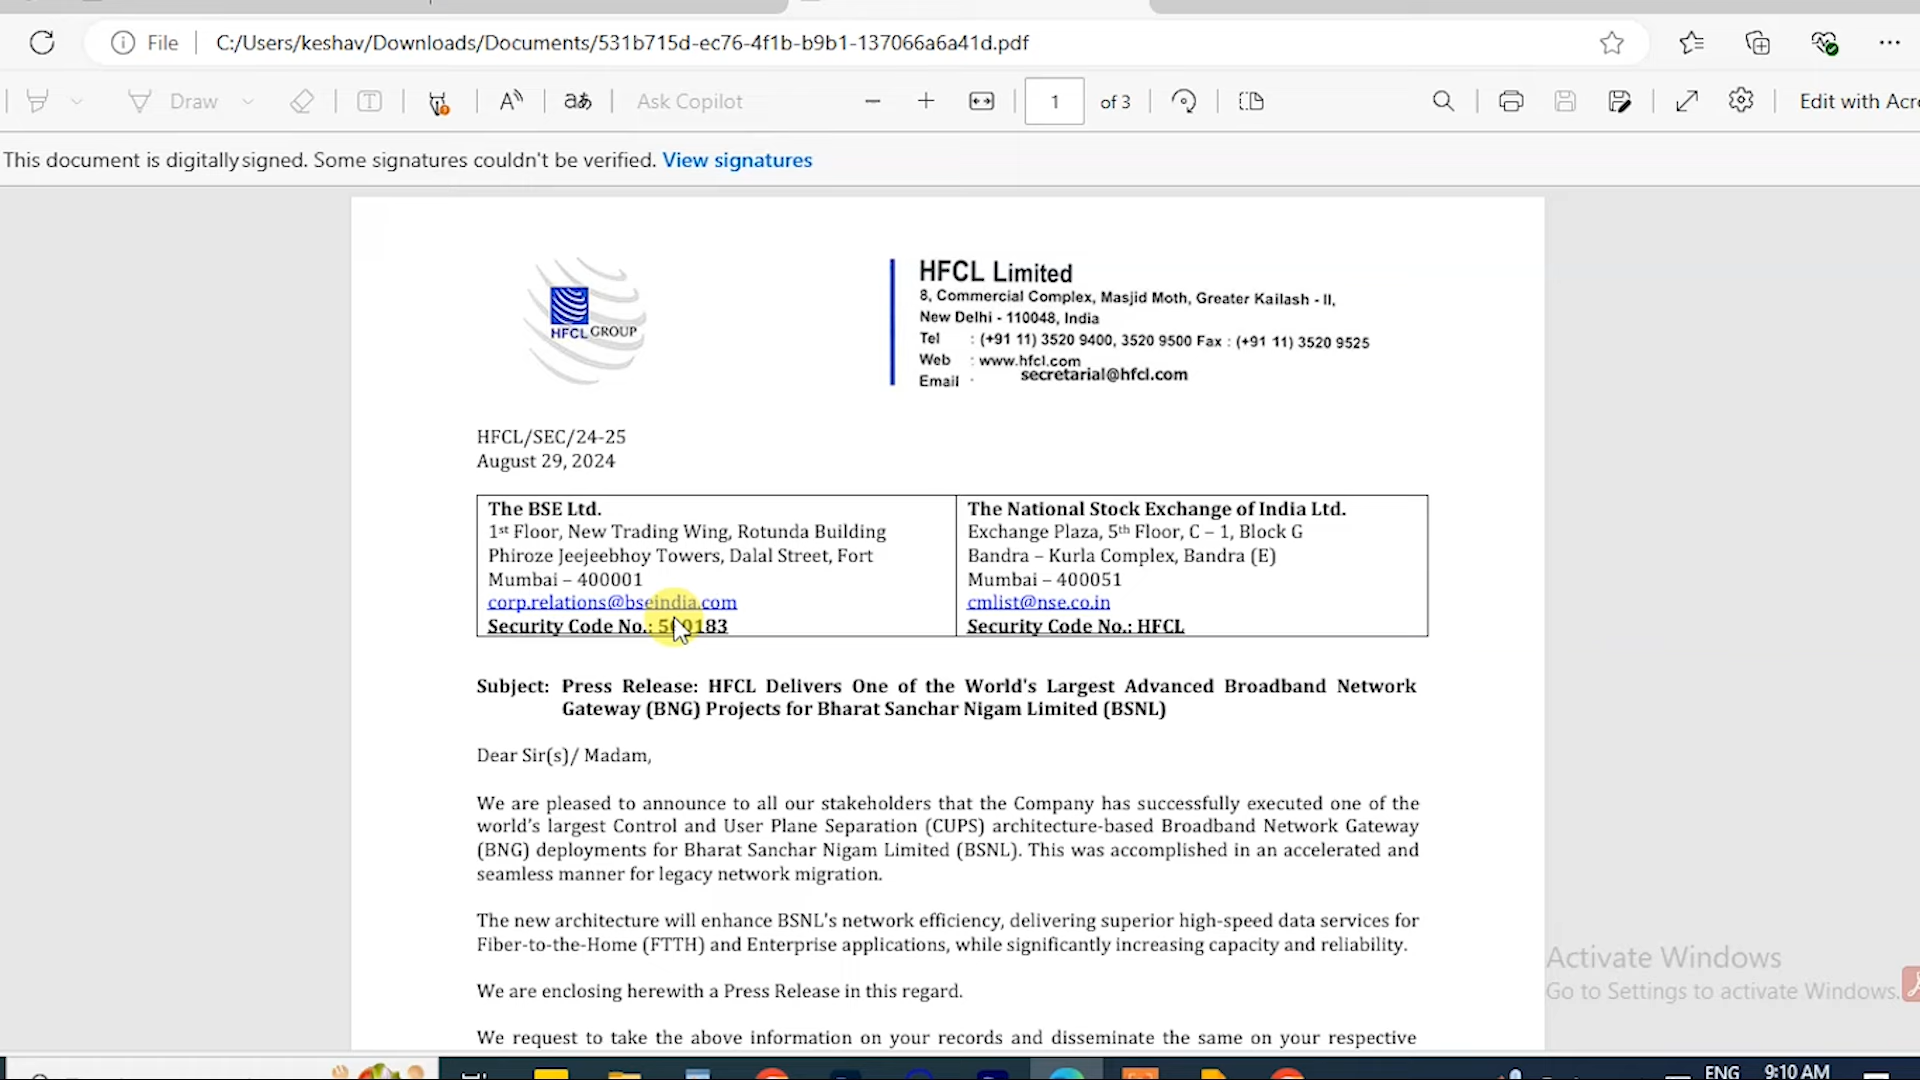 File
C:/Users/keshav/Downloads/Documents/531b715d-ec76-4f1b-b9b1-137066a6a41d.pdf
Draw
aあ
Ask Copilot
1 of 3
Edit with Acro
This document is digitally signed. Some signatures couldn't be verified. View signatures
HFCL GROUP
HFCL Limited
8, Commercial Complex, Masjid Moth, Greater Kailash - II,
New Delhi - 110048, India
Tel : (+91 11) 3520 9400, 3520 9500 Fax : (+91 11) 3520 9525
Web : www.hfcl.com
Email : secretarial@hfcl.com
HFCL/SEC/24-25
August 29, 2024
The BSE Ltd.
1st Floor, New Trading Wing, Rotunda Building
Phiroze Jeejeebhoy Towers, Dalal Street, Fort
Mumbai – 400001
corp.relations@bseindia.com
Security Code No.: 500183
The National Stock Exchange of India Ltd.
Exchange Plaza, 5th Floor, C – 1, Block G
Bandra – Kurla Complex, Bandra (E)
Mumbai – 400051
cmlist@nse.co.in
Security Code No.: HFCL
Subject: Press Release: HFCL Delivers One of the World's Largest Advanced Broadband Network
Gateway (BNG) Projects for Bharat Sanchar Nigam Limited (BSNL)
Dear Sir(s)/ Madam,
We are pleased to announce to all our stakeholders that the Company has successfully executed one of the
world's largest Control and User Plane Separation (CUPS) architecture-based Broadband Network Gateway
(BNG) deployments for Bharat Sanchar Nigam Limited (BSNL). This was accomplished in an accelerated and
seamless manner for legacy network migration.
The new architecture will enhance BSNL's network efficiency, delivering superior high-speed data services for
Fiber-to-the-Home (FTTH) and Enterprise applications, while significantly increasing capacity and reliability.
We are enclosing herewith a Press Release in this regard.
We request to take the above information on your records and disseminate the same on your respective
Activate Windows
Go to Settings to activate Windows.
ENG
9:10 AM